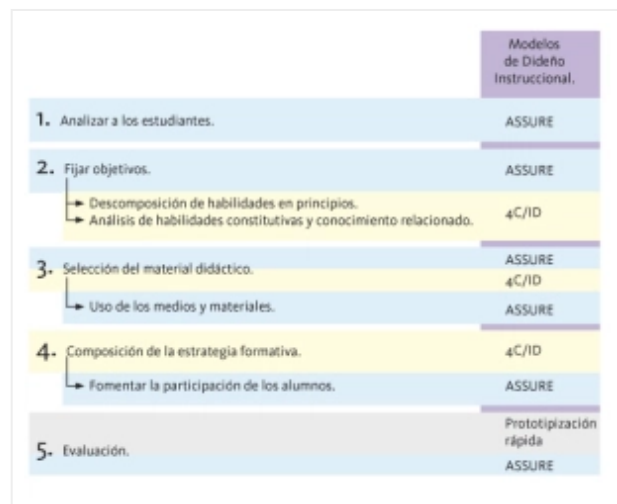 Modelos
de Dideño
Instruccional.
1. Analizar a los estudiantes. ASSURE
2. Fijar objetivos. ASSURE
Descomposición de habilidades en principios.
Análisis de habilidades constitutivas y conocimiento relacionado. 4C/ID
3. Selección del material didáctico. ASSURE
4C/ID
Uso de los medios y materiales. ASSURE
4. Composición de la estrategia formativa. 4C/ID
Fomentar la participación de los alumnos. ASSURE
5. Evaluación. Prototipización
rápida
ASSURE